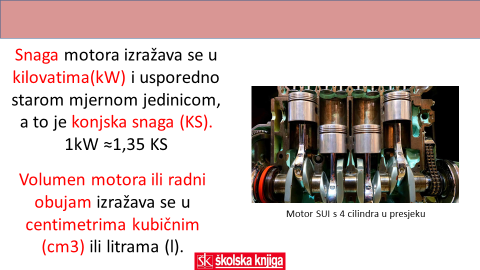 Snaga motora izražava se u
kilovatima(kW) i usporedno
starom mjernom jedinicom,
a to je konjska snaga (KS).
1kW ≈1,35 KS
Volumen motora ili radni
obujam izražava se u
centimetrima kubičnim
(cm3) ili litrama (l).
Motor SUI s 4 cilindra u presjeku
SK školska knjiga